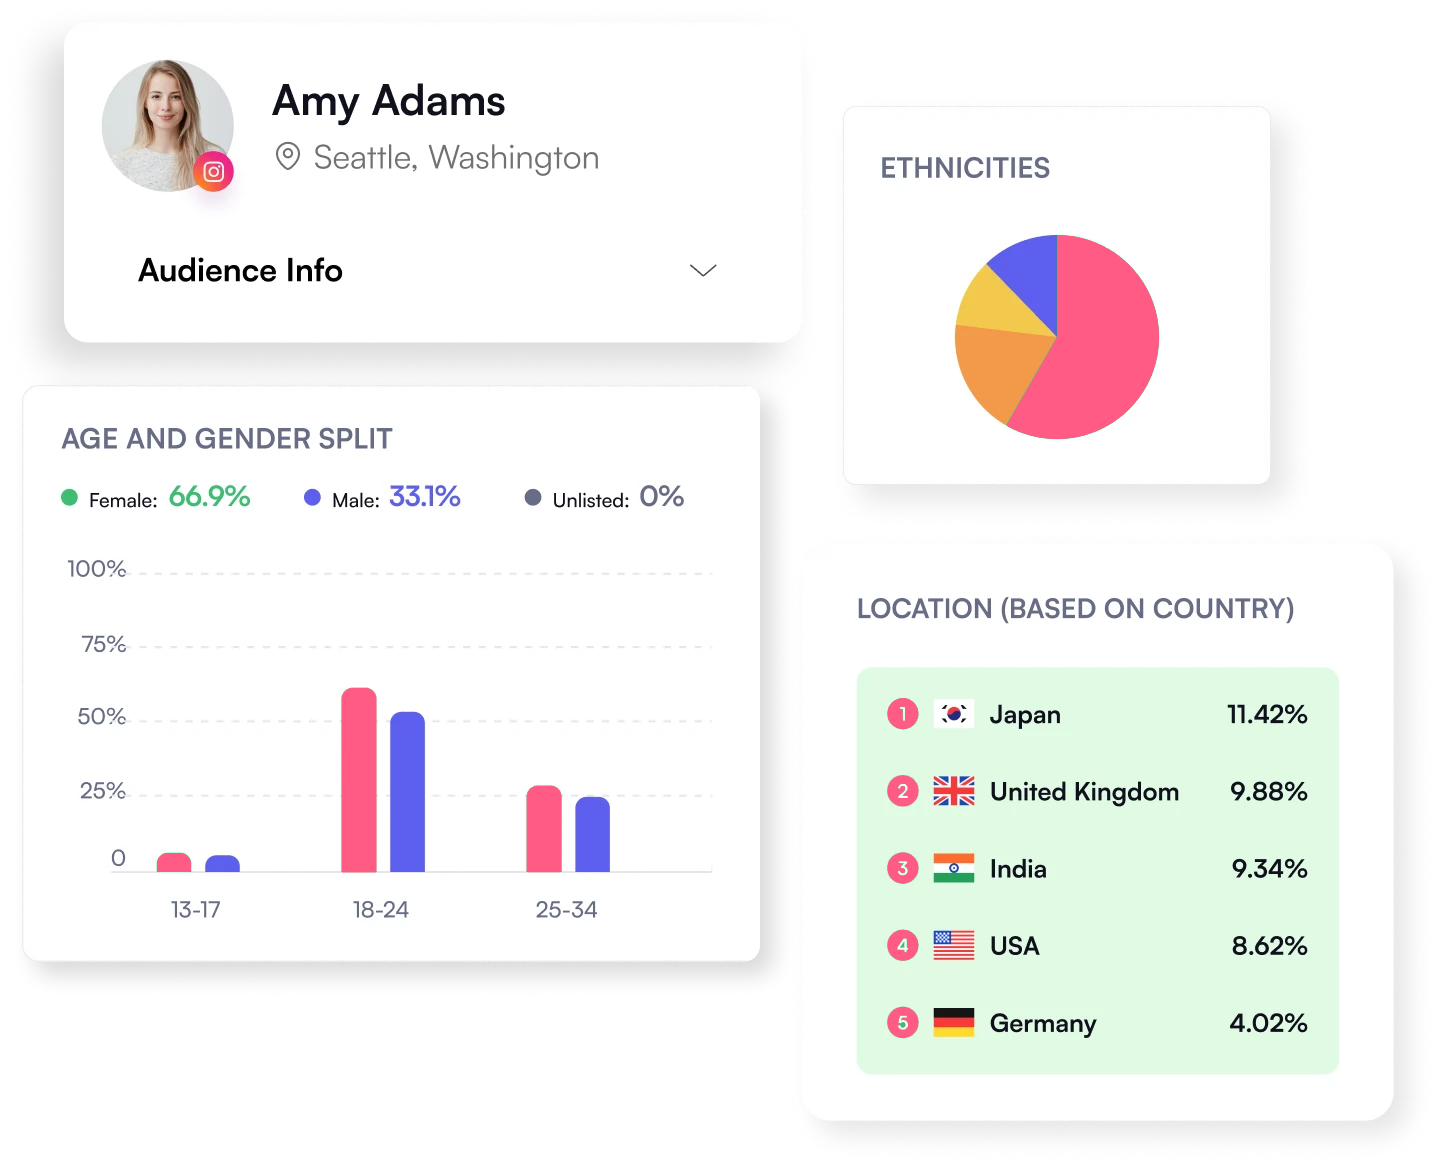 Amy Adams
Seattle, Washington
Audience Info
AGE AND GENDER SPLIT
Female: 66.9% Male: 33.1% Unlisted: 0%
100%
75%
50%
25%
0
13-17 18-24 25-34
ETHNICITIES
LOCATION (BASED ON COUNTRY)
1 Japan 11.42%
2 United Kingdom 9.88%
3 India 9.34%
4 USA 8.62%
5 Germany 4.02%